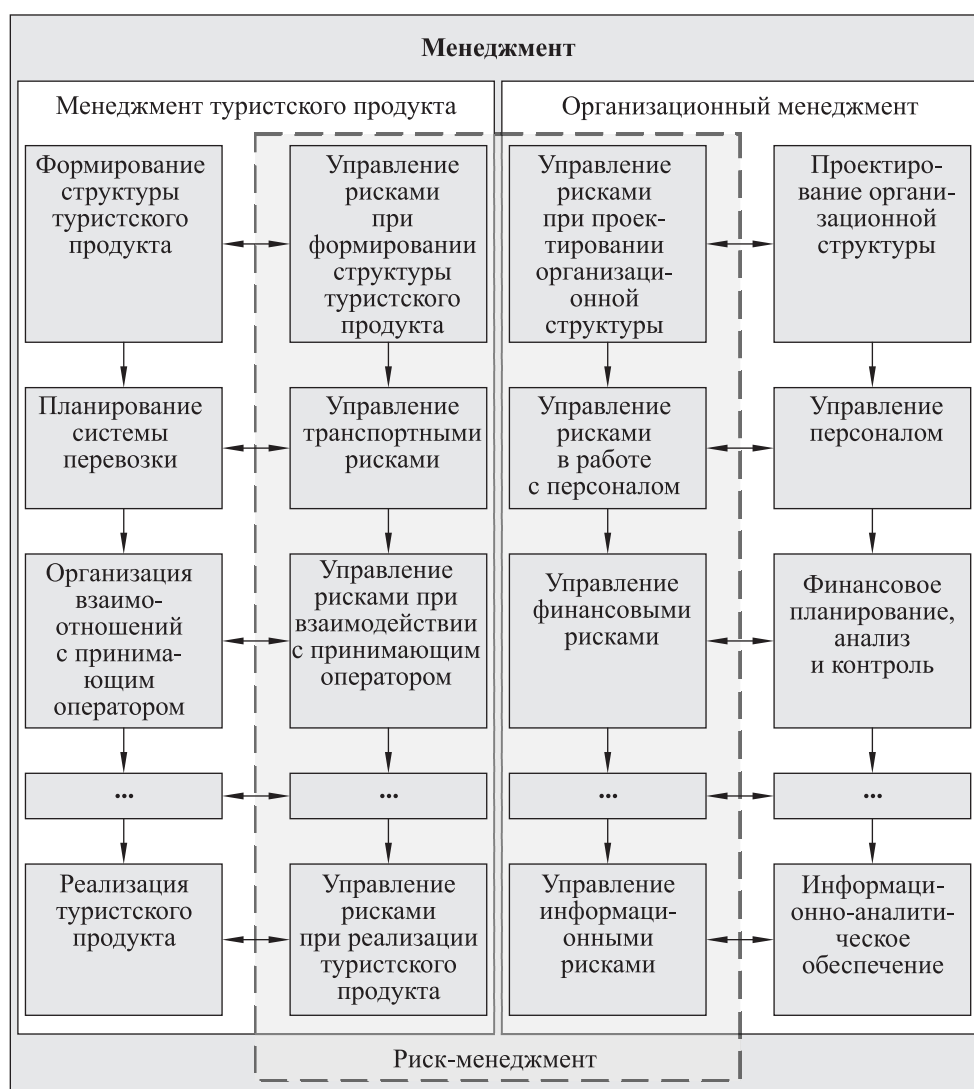 Менеджмент
Менеджмент туристского продукта
Формирование
структуры
туристского
продукта
Управление
рисками
при
формировании
структуры
туристского
продукта
Планирование
системы
перевозки
Управление
транспортными
рисками
Организация
взаимо-
отношений
с принима-
ющим
оператором
Управление
рисками при
взаимодействии
с принимающим
оператором
...
...
Реализация
туристского
продукта
Управление
рисками
при реализации
туристского
продукта
Организационный менеджмент
Управление
рисками
при проек-
тировании
организаци-
онной
структуры
Проектиро-
вание органи-
зационной
структуры
Управление
рисками
в работе
с персоналом
Управление
персоналом
Управление
финансовыми
рисками
Финансовое
планирование,
анализ
и контроль
...
...
Управление
информаци-
онными
рисками
Информаци-
онно-аналити-
ческое
обеспечение
Риск-менеджмент